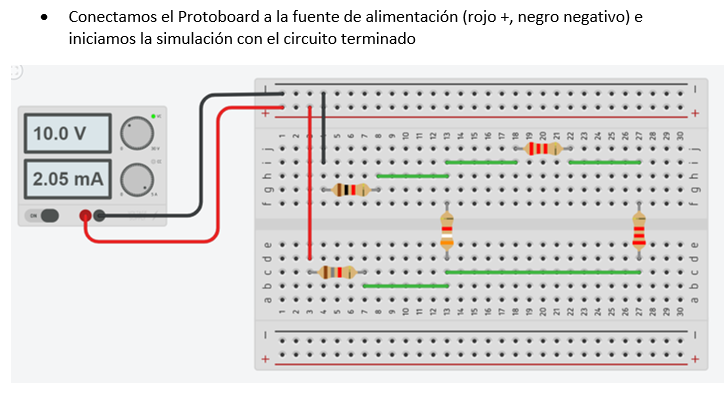 • Conectamos el Protoboard a la fuente de alimentación (rojo +, negro negativo) e
iniciamos la simulación con el circuito terminado
10.0 V
2.05 mA
ON
− −
+ +
1 2 3 4 5 6 7 8 9 10 11 12 13 14 15 16 17 18 19 20 21 22 23 24 25 26 27 28 29 30
j j
i i
h h
g g
f f
e e
d d
c c
b b
a a
1 2 3 4 5 6 7 8 9 10 11 12 13 14 15 16 17 18 19 20 21 22 23 24 25 26 27 28 29 30
− −
+ +